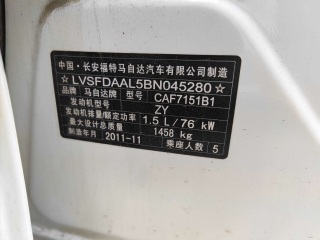 中国·长安福特马自达汽车有限公司制造
☆LVSFDAAL5BN045280☆
品牌 马自达牌 型号 CAF7151B1
发动机型号 ZY
发动机排量/额定功率 1.5 L/76 kW
最大设计总质量 1458 kg
制造年月 2011-11 乘座人数 5